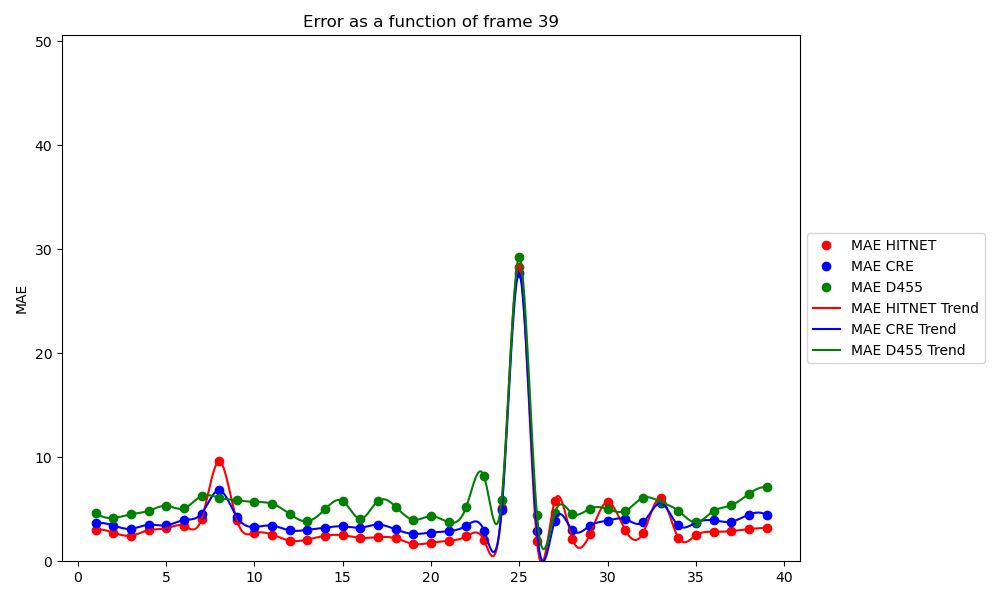 Error as a function of frame 39
MAE
50
40
30
20
10
0
0 5 10 15 20 25 30 35 40
MAE HITNET
MAE CRE
MAE D455
MAE HITNET Trend
MAE CRE Trend
MAE D455 Trend